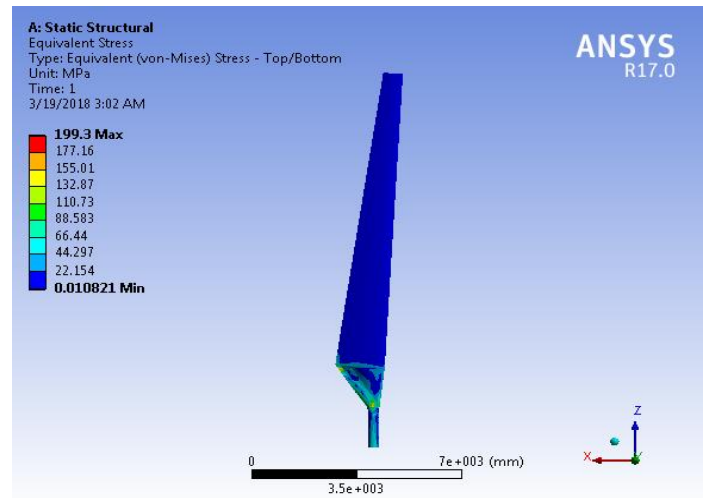 A: Static Structural
Equivalent Stress
Type: Equivalent (von-Mises) Stress - Top/Bottom
Unit: MPa
Time: 1
3/19/2018 3:02 AM
ANSYS
R17.0
199.3 Max
177.16
155.01
132.87
110.73
88.583
66.44
44.297
22.154
0.010821 Min
Z
X
0
7e+003 (mm)
3.5e+003